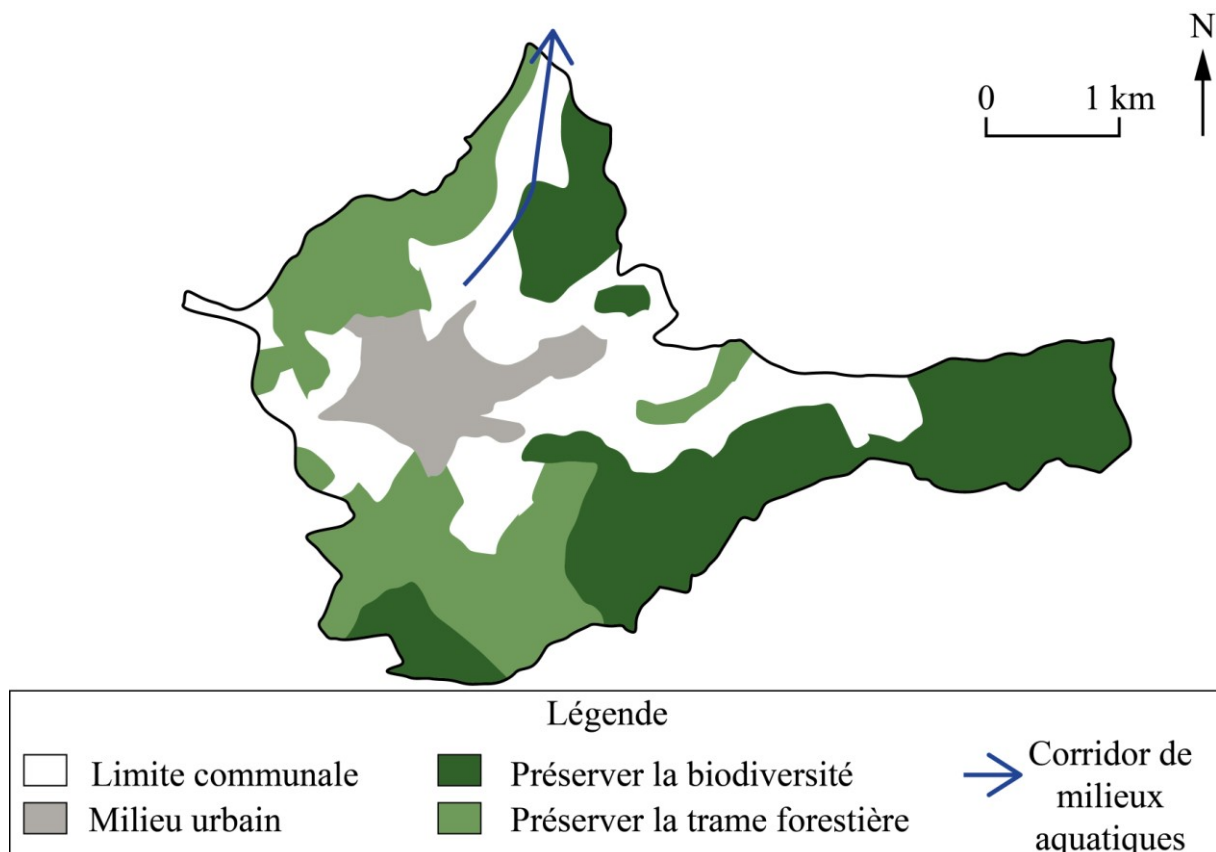 N
0 1 km
Légende
Limite communale
Milieu urbain
Préserver la biodiversité
Préserver la trame forestière
Corridor de
milieux
aquatiques